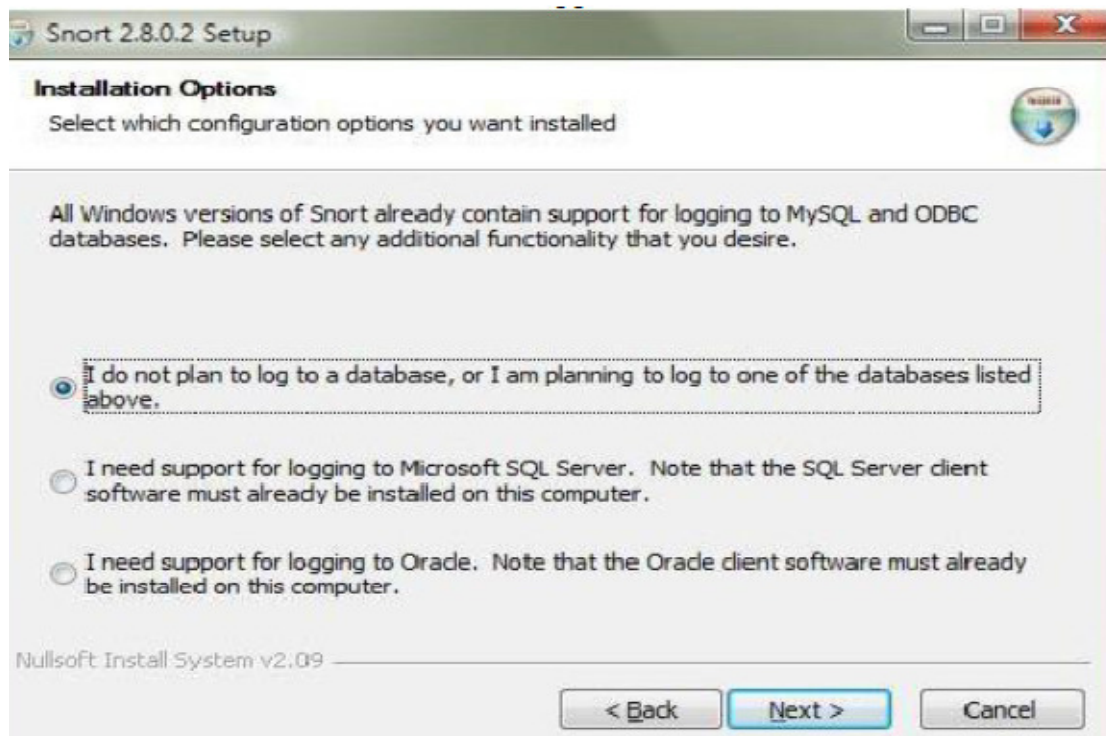 Snort 2.8.0.2 Setup
Installation Options
Select which configuration options you want installed
All Windows versions of Snort already contain support for logging to MySQL and ODBC
databases.  Please select any additional functionality that you desire.
I do not plan to log to a database, or I am planning to log to one of the databases listed
above.
I need support for logging to Microsoft SQL Server.  Note that the SQL Server client
software must already be installed on this computer.
I need support for logging to Oracle.  Note that the Oracle client software must already
be installed on this computer.
Nullsoft Install System v2.09
< Back
Next >
Cancel